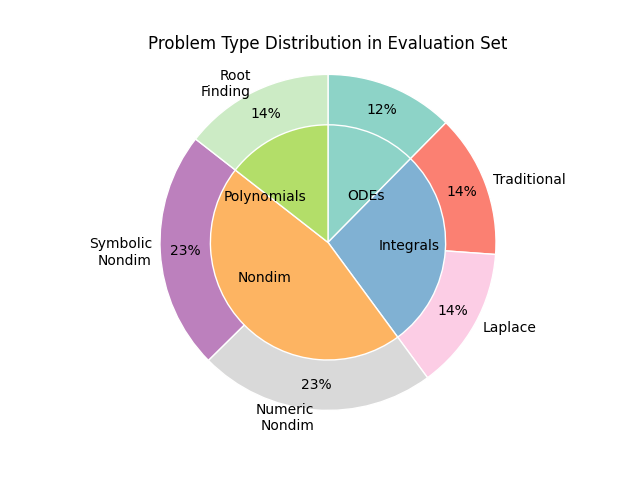 Problem Type Distribution in Evaluation Set
Root
Finding
14%
12%
14%
Traditional
Polynomials
ODEs
Symbolic
Nondim
23%
Integrals
Nondim
14%
Laplace
23%
Numeric
Nondim